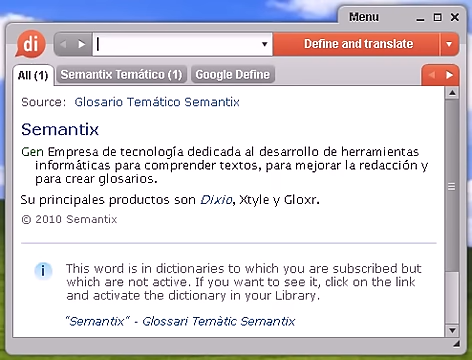 Menu
di
Define and translate
All (1)
Semantix Temático (1)
Google Define
Source: Glosario Temático Semantix
Semantix
Gen Empresa de tecnología dedicada al desarrollo de herramientas
informáticas para comprender textos, para mejorar la redacción y
para crear glosarios.
Su principales productos son Dixio, Xtyle y Gloxr.
© 2010 Semantix
i
This word is in dictionaries to which you are subscribed but
which are not active. If you want to see it, click on the link
and activate the dictionary in your Library.
"Semantix" - Glossari Temàtic Semantix